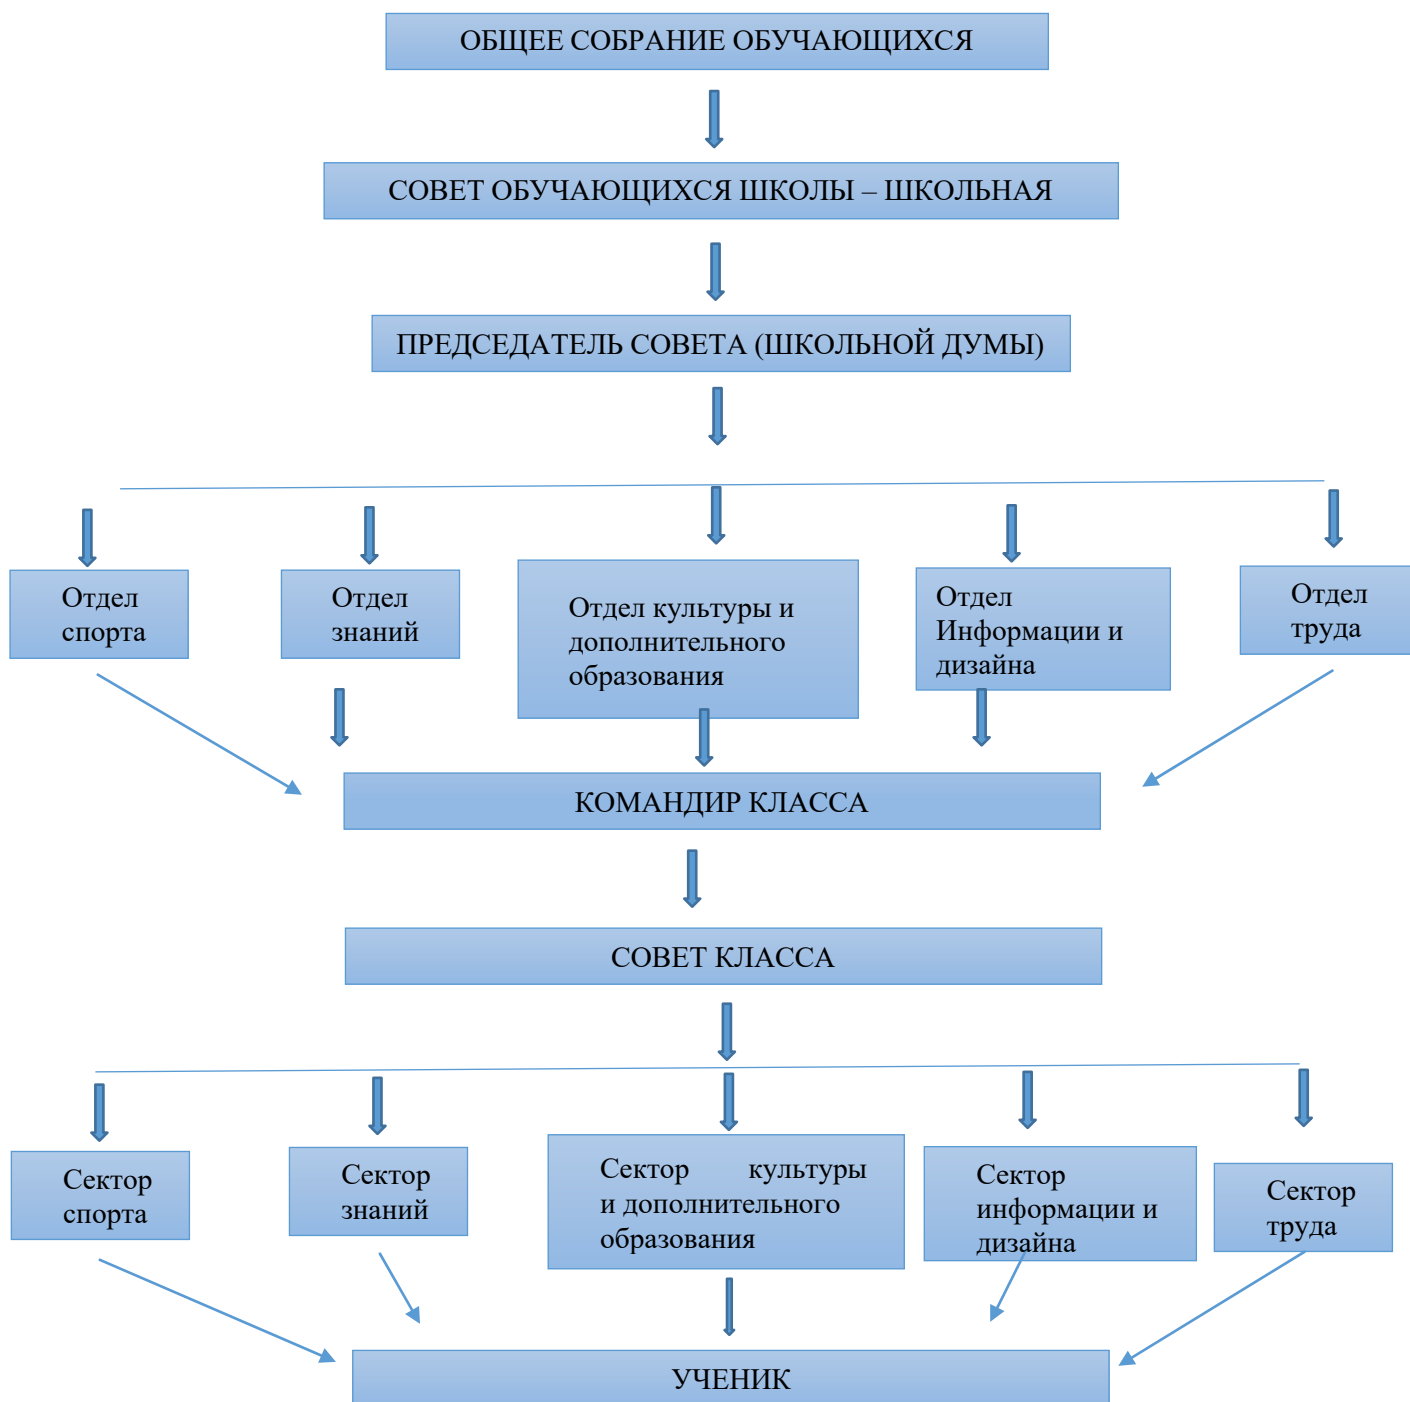 ОБЩЕЕ СОБРАНИЕ ОБУЧАЮЩИХСЯ
СОВЕТ ОБУЧАЮЩИХСЯ ШКОЛЫ – ШКОЛЬНАЯ
ПРЕДСЕДАТЕЛЬ СОВЕТА (ШКОЛЬНОЙ ДУМЫ)
Отдел
спорта
Отдел
знаний
Отдел культуры и
дополнительного
образования
Отдел
Информации и
дизайна
Отдел
труда
КОМАНДИР КЛАССА
СОВЕТ КЛАССА
Сектор
спорта
Сектор
знаний
Сектор культуры
и дополнительного
образования
Сектор
информации и
дизайна
Сектор
труда
УЧЕНИК